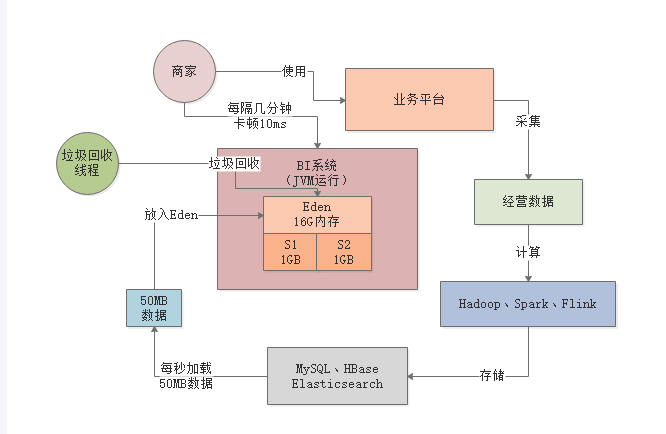 商家
使用
业务平台
每隔几分钟
卡顿10ms
采集
垃圾回收
线程
垃圾回收
BI系统
（JVM运行）
经营数据
Eden
16G内存
放入Eden
S1
1GB
S2
1GB
计算
50MB
数据
Hadoop、Spark、Flink
每秒加载
50MB数据
MySQL、HBase
Elasticsearch
存储